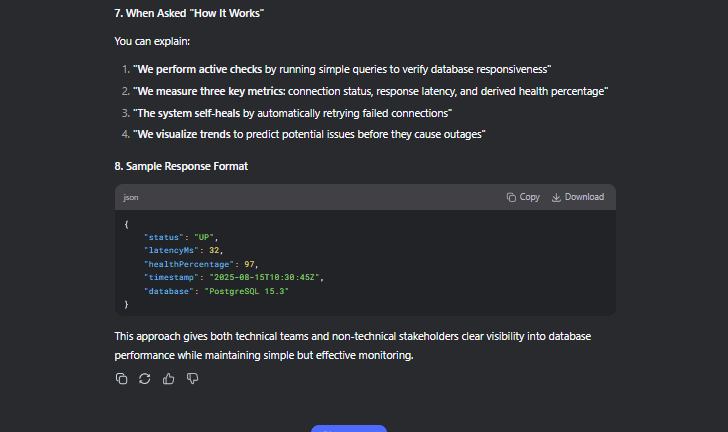 7. When Asked "How It Works"
You can explain:
1. "We perform active checks by running simple queries to verify database responsiveness"
2. "We measure three key metrics: connection status, response latency, and derived health percentage"
3. "The system self-heals by automatically retrying failed connections"
4. "We visualize trends to predict potential issues before they cause outages"
8. Sample Response Format
json
Copy
Download
{
"status": "UP",
"latencyMs": 32,
"healthPercentage": 97,
"timestamp": "2025-08-15T10:30:45Z",
"database": "PostgreSQL 15.3"
}
This approach gives both technical teams and non-technical stakeholders clear visibility into database
performance while maintaining simple but effective monitoring.